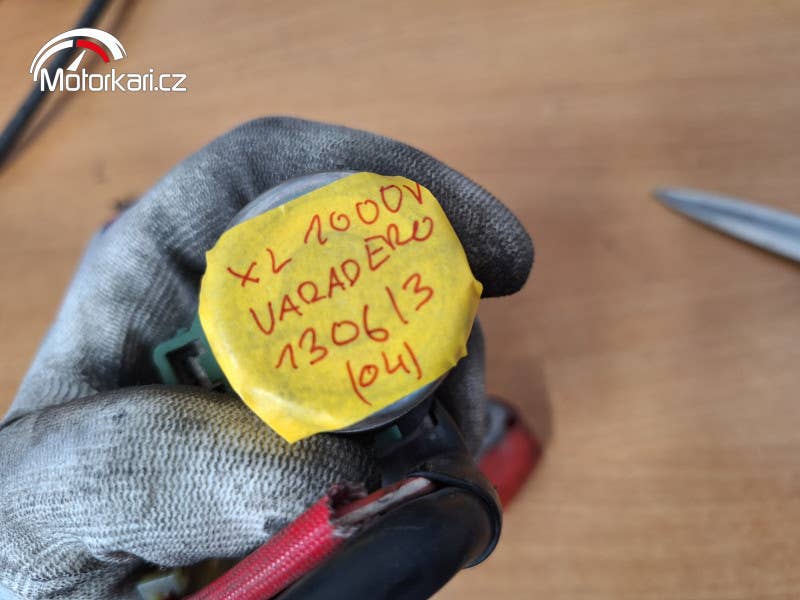 Motorkari.cz
XL 1000V
VARADERO
130613
(04)